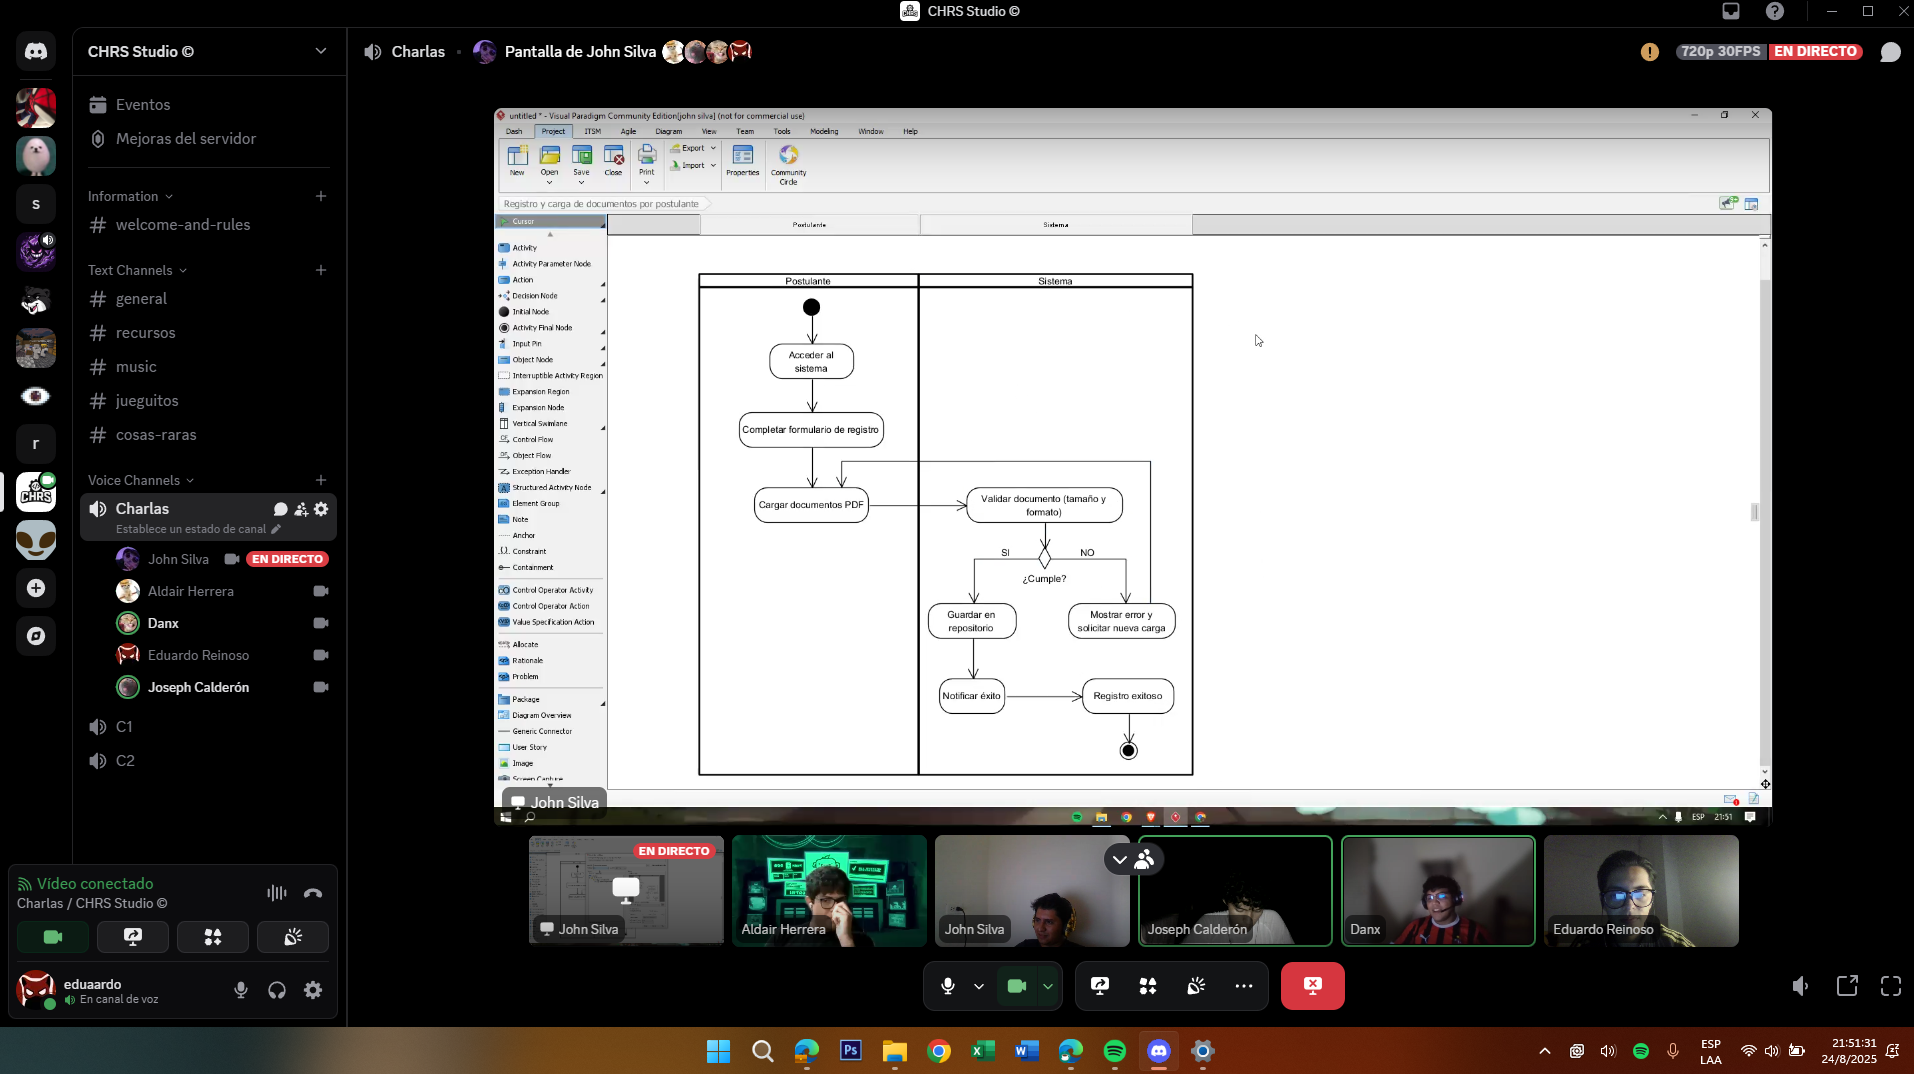 CHRS Studio ©
CHRS Studio ©
Charlas
Pantalla de John Silva
720p 30FPS
EN DIRECTO
Eventos
Mejoras del servidor
Information
welcome-and-rules
Text Channels
general
recursos
music
jueguitos
cosas-raras
Voice Channels
Charlas
Establece un estado de canal
John Silva
EN DIRECTO
Aldair Herrera
Danx
Eduardo Reinoso
Joseph Calderón
C1
C2
s
r
CHRS
Vídeo conectado
Charlas / CHRS Studio ©
eduaardo
En canal de voz
untitled * - Visual Paradigm Community Edition[john silva] (not for commercial use)
Dash Project ITSM Agile Diagram View Team Tools Modeling Window Help
New
Open
Save
Close
Print
Export
Import
Properties
Community Circle
Registro y carga de documentos por postulante
Cursor
Activity
Activity Parameter Node
Action
Decision Node
Initial Node
Activity Final Node
Input Pin
Object Node
Interruptible Activity Region
Expansion Region
Expansion Node
Vertical Swimlane
Control Flow
Object Flow
Exception Handler
Structured Activity Node
Element Group
Note
Anchor
Constraint
Containment
Control Operator Activity
Control Operator Action
Value Specification Action
Allocate
Rationale
Problem
Package
Diagram Overview
Generic Connector
User Story
Image
Screen Capture
Postulante
Sistema
Postulante
Sistema
Acceder al
sistema
Completar formulario de registro
Cargar documentos PDF
Validar documento (tamaño y
formato)
SI
NO
¿Cumple?
Guardar en
repositorio
Mostrar error y
solicitar nueva carga
Notificar éxito
Registro exitoso
John Silva
ESP
21:51
EN DIRECTO
John Silva
Aldair Herrera
John Silva
Joseph Calderón
Danx
Eduardo Reinoso
Ps
ESP
LAA
21:51:31
24/8/2025